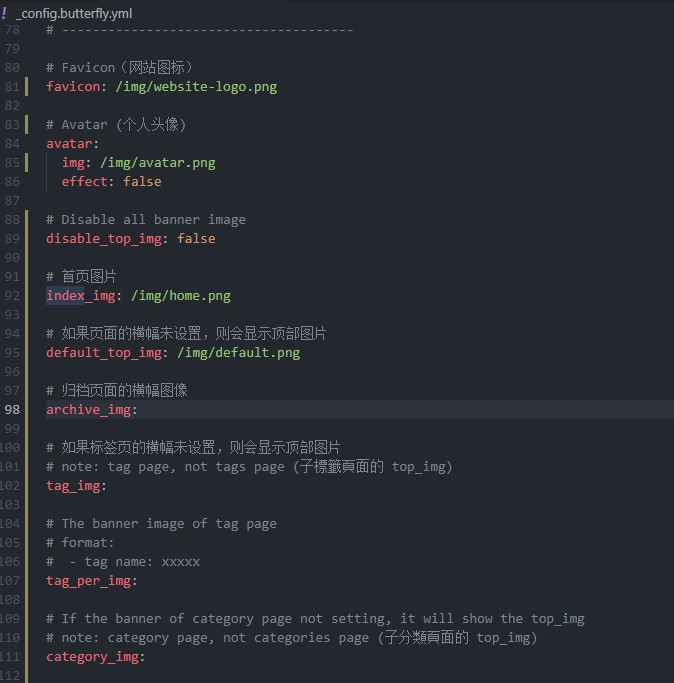 ! _config.butterfly.yml
78 # --------------------------------------
79
80 # Favicon（网站图标）
81 favicon: /img/website-logo.png
82
83 # Avatar (个人头像)
84 avatar:
85 img: /img/avatar.png
86 effect: false
87
88 # Disable all banner image
89 disable_top_img: false
90
91 # 首页图片
92 index_img: /img/home.png
93
94 # 如果页面的横幅未设置，则会显示顶部图片
95 default_top_img: /img/default.png
96
97 # 归档页面的横幅图像
98 archive_img:
99
100 # 如果标签页的横幅未设置，则会显示顶部图片
101 # note: tag page, not tags page (子標籤頁面的 top_img)
102 tag_img:
103
104 # The banner image of tag page
105 # format:
106 #  - tag name: xxxxx
107 tag_per_img:
108
109 # If the banner of category page not setting, it will show the top_img
110 # note: category page, not categories page (子分類頁面的 top_img)
111 category_img:
112